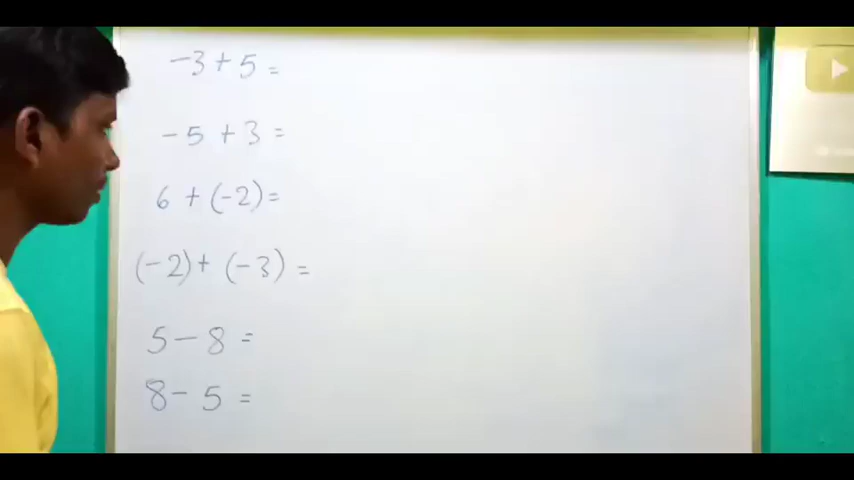 -3 + 5 =
-5 + 3 =
6 + (-2) =
(-2) + (-3) =
5 - 8 =
8 - 5 =